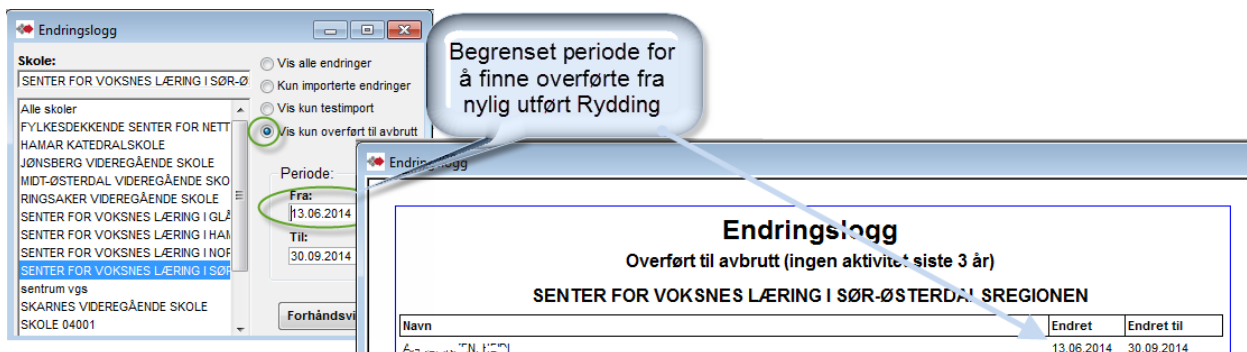 Endringslogg
Skole:
SENTER FOR VOKSNES LÆRING I SØR-Ø
Alle skoler
FYLKESDEKKENDE SENTER FOR NETT
HAMAR KATEDRALSKOLE
JØNSBERG VIDEREGÅENDE SKOLE
MIDT-ØSTERDAL VIDEREGÅENDE SKO
RINGSAKER VIDEREGÅENDE SKOLE
SENTER FOR VOKSNES LÆRING I GLÅ
SENTER FOR VOKSNES LÆRING I HAM
SENTER FOR VOKSNES LÆRING I NOR
SENTER FOR VOKSNES LÆRING I SØR
sentrum vgs
SKARNES VIDEREGÅENDE SKOLE
SKOLE 04001
Vis alle endringer
Kun importerte endringer
Vis kun testimport
Vis kun overført til avbrutt
Periode:
Fra:
13.06.2014
Til:
30.09.2014
Forhåndsvi
Begrenset periode for
å finne overførte fra
nylig utført Rydding
Endringslogg
Endringslogg
Overført til avbrutt (ingen aktivitet siste 3 år)
SENTER FOR VOKSNES LÆRING I SØR-ØSTERDALSREGIONEN
Navn Endret Endret til
13.06.2014 30.09.2014